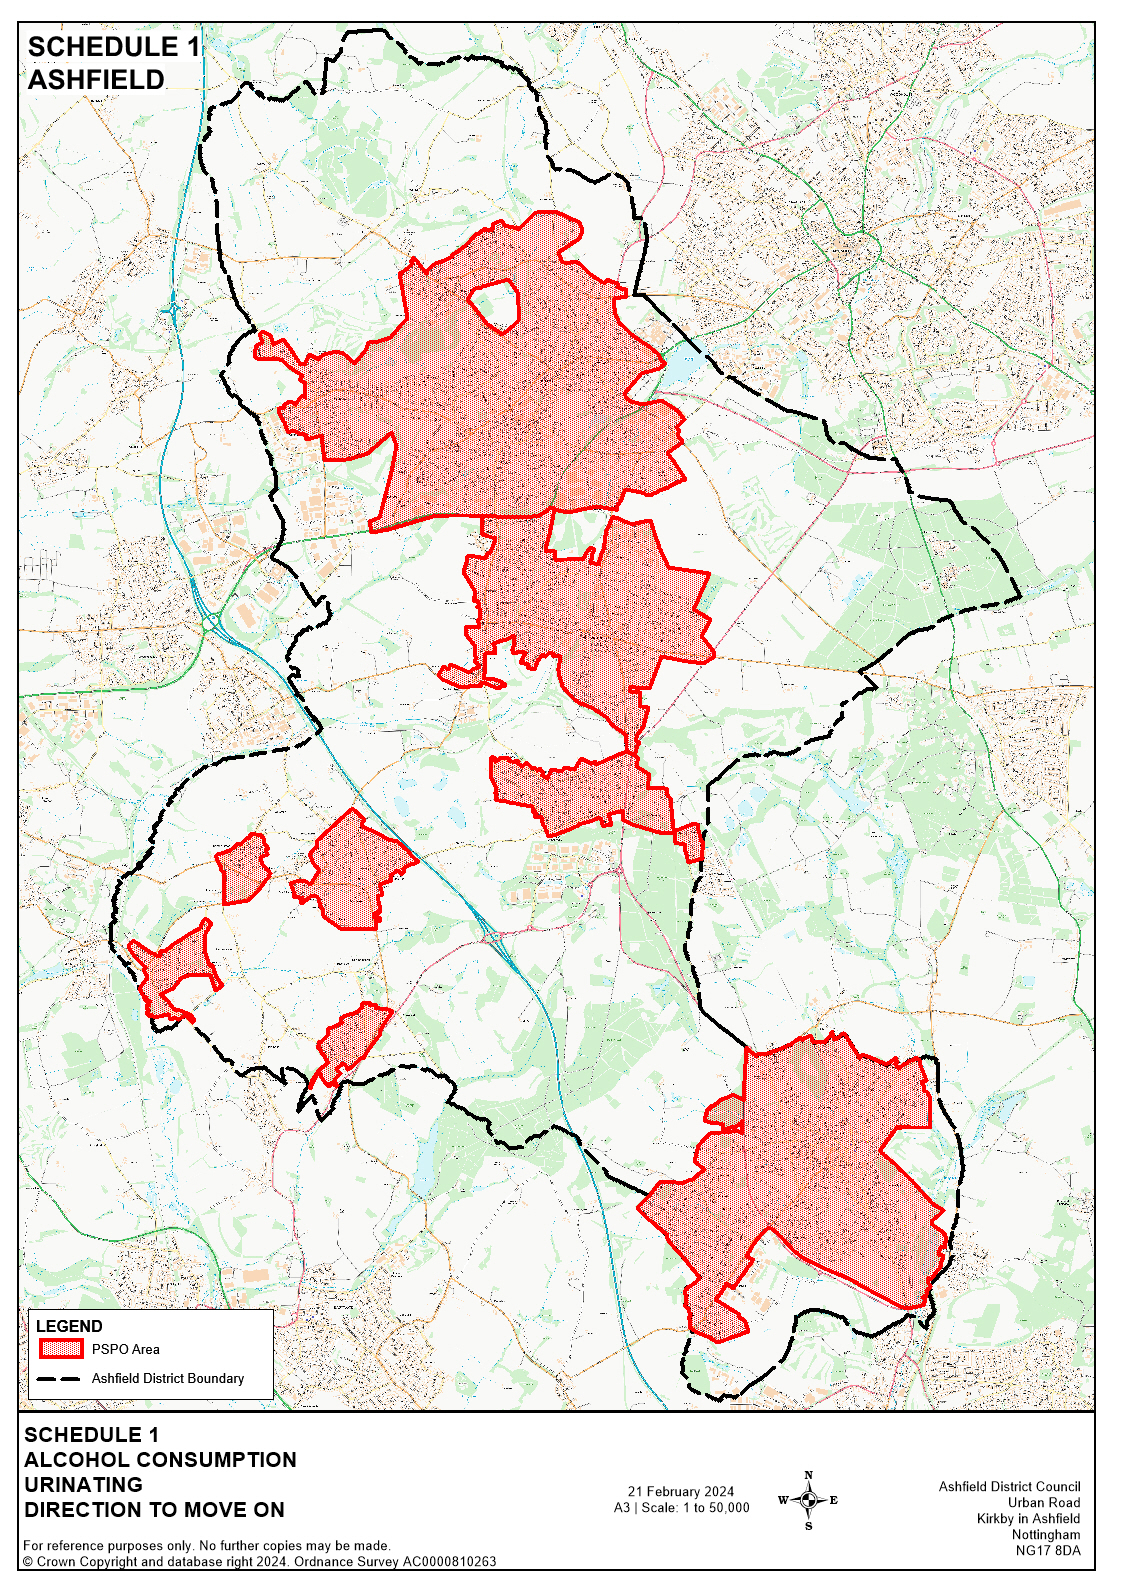 SCHEDULE 1
ASHFIELD
LEGEND
PSPO Area
Ashfield District Boundary
SCHEDULE 1
ALCOHOL CONSUMPTION
URINATING
DIRECTION TO MOVE ON
For reference purposes only. No further copies may be made.
© Crown Copyright and database right 2024. Ordnance Survey AC0000810263
21 February 2024
A3 | Scale: 1 to 50,000
N
W E
S
Ashfield District Council
Urban Road
Kirkby in Ashfield
Nottingham
NG17 8DA